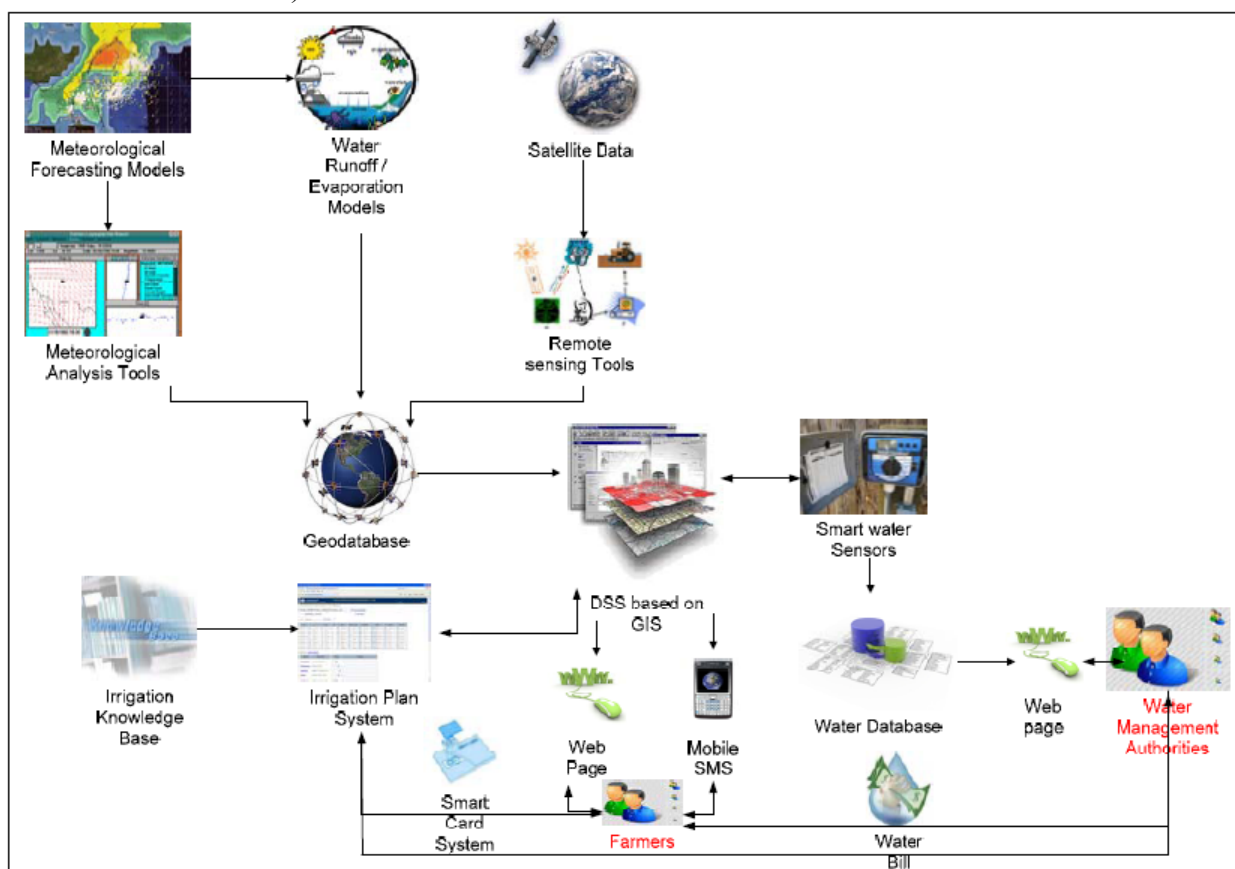 Meteorological
Forecasting Models
Water
Runoff /
Evaporation
Models
Satellite Data
Meteorological
Analysis Tools
Remote
sensing Tools
Geodatabase
DSS based on
GIS
Smart water
Sensors
Irrigation
Knowledge
Base
Irrigation Plan
System
WWW.
Web
Page
Mobile
SMS
Water Database
WWW.
Web
page
Water
Management
Authorities
Smart
Card
System
Farmers
Water
Bill